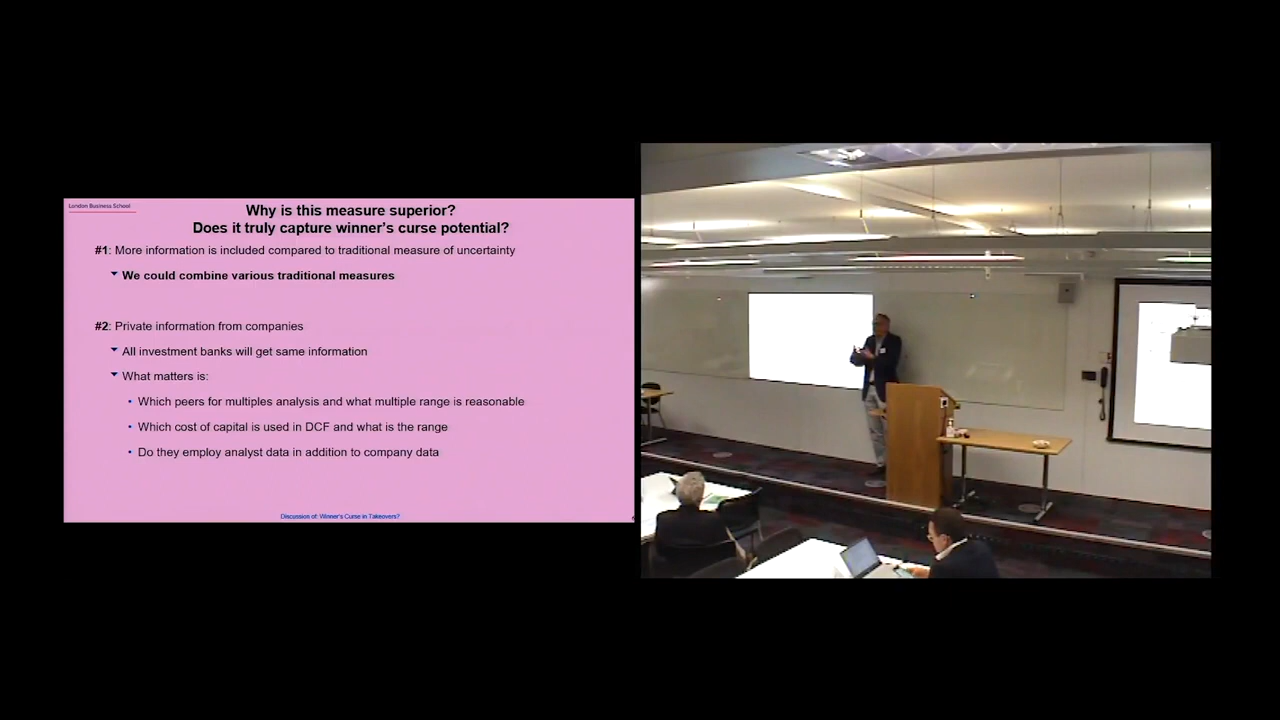 London Business School
Why is this measure superior?
Does it truly capture winner's curse potential?
#1: More information is included compared to traditional measure of uncertainty
We could combine various traditional measures
#2: Private information from companies
All investment banks will get same information
What matters is:
• Which peers for multiples analysis and what multiple range is reasonable
• Which cost of capital is used in DCF and what is the range
• Do they employ analyst data in addition to company data
Discussion of: Winner's Curse in Takeovers?